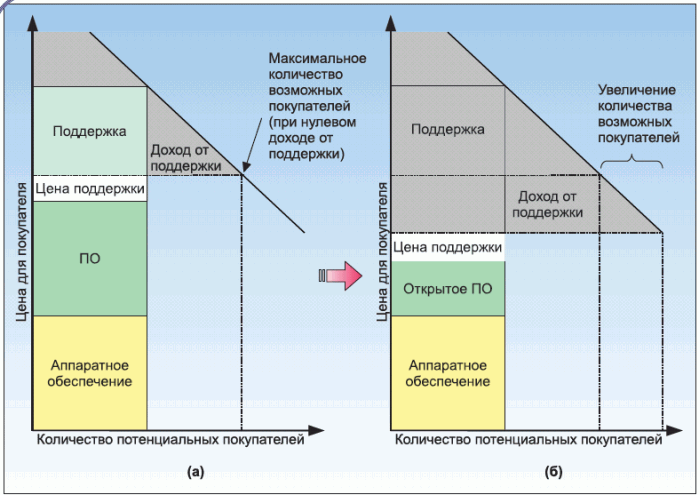 Цена для покупателя
Поддержка
Цена поддержки
ПО
Аппаратное
обеспечение
Доход от
поддержки
Максимальное
количество
возможных
покупателей
(при нулевом
доходе от
поддержки)
Количество потенциальных покупателей
(а)
Цена для покупателя
Поддержка
Доход от
поддержки
Цена поддержки
Открытое ПО
Аппаратное
обеспечение
Увеличение
количества
возможных
покупателей
Количество потенциальных покупателей
(б)